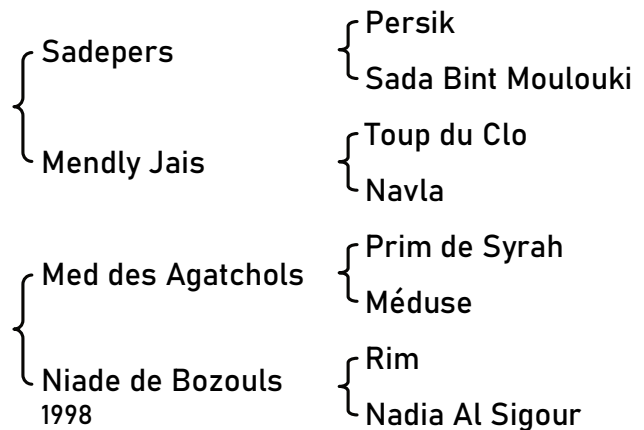 Persik
Sadepers
Sada Bint Moulouki
Toup du Clo
Mendly Jais
Navla
Prim de Syrah
Med des Agatchols
Méduse
Rim
Niade de Bozouls
1998
Nadia Al Sigour